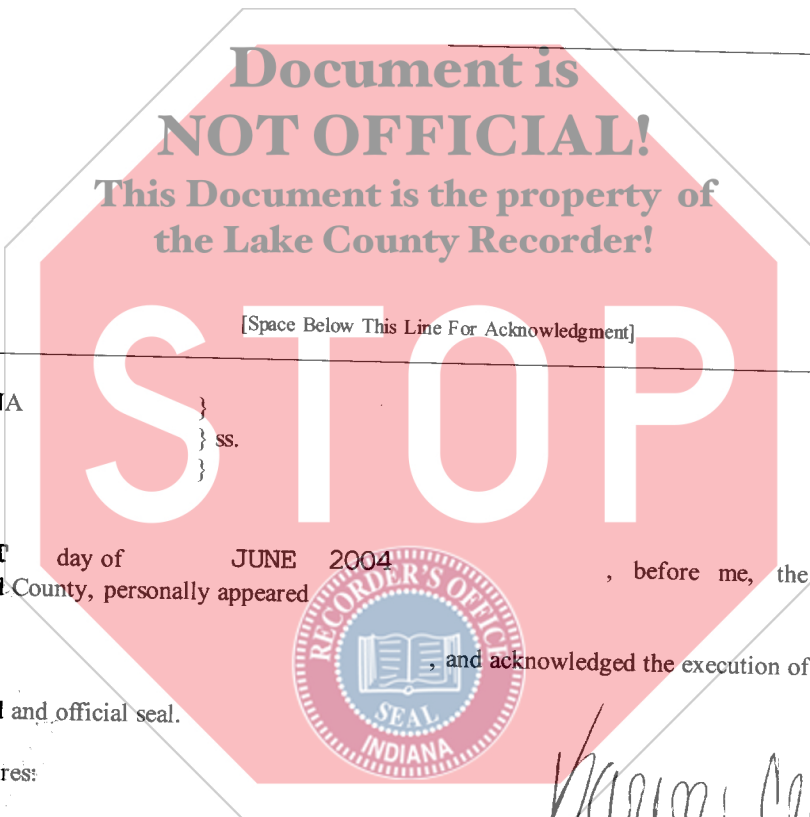 Document is
NOT OFFICIAL!
This Document is the property of
the Lake County Recorder!
STOP
[Space Below This Line For Acknowledgment]
}
} ss.
}
day of JUNE 2004 , before me, the
County, personally appeared
, and acknowledged the execution of
and official seal.
res:
RECORDER'S OFFICE
SEAL
INDIANA